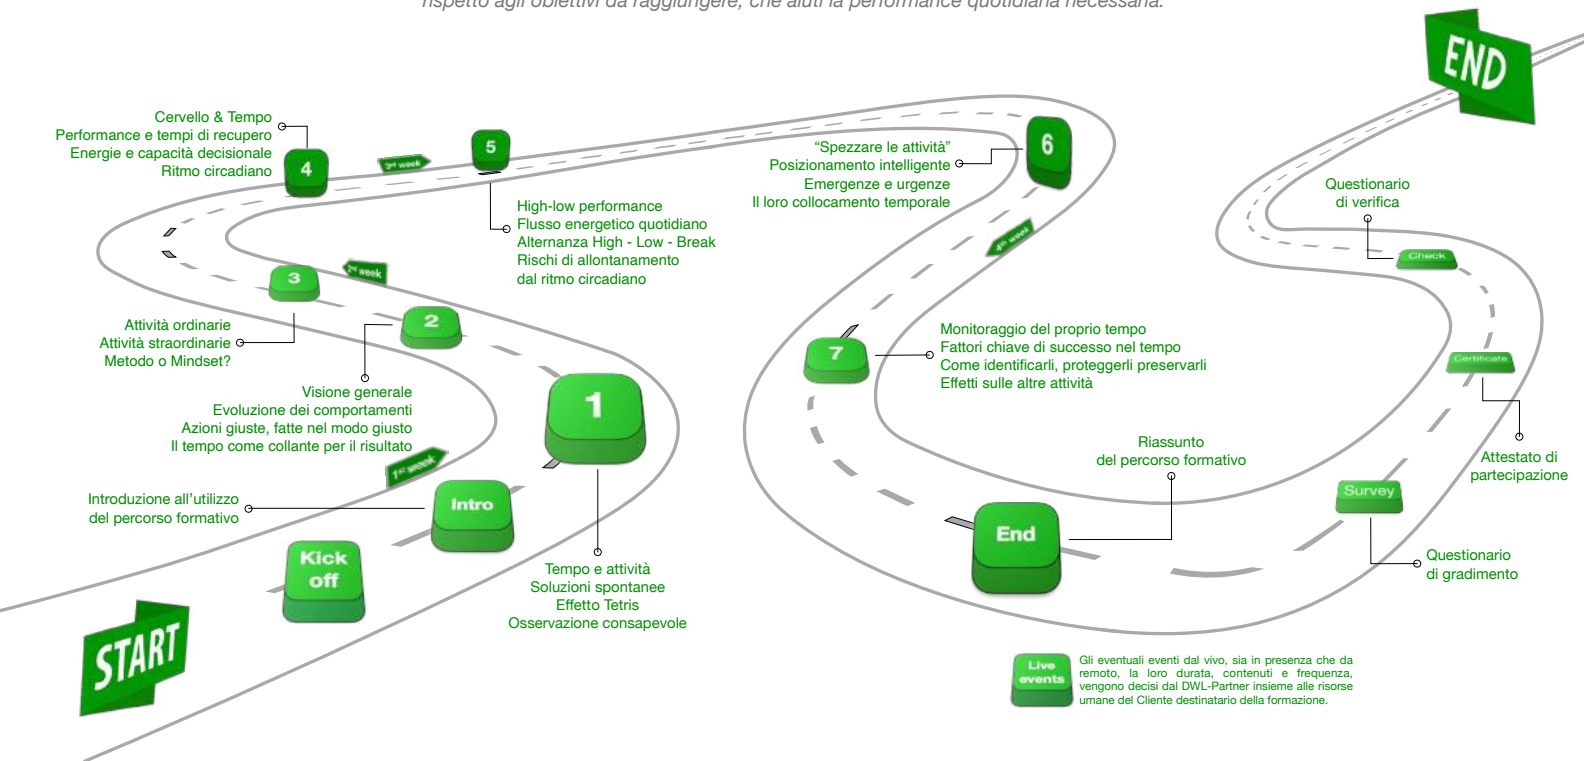 rispetto agli obiettivi da raggiungere, che aiuti la performance quotidiana necessaria.
END
Cervello & Tempo
Performance e tempi di recupero
Energie e capacità decisionale
Ritmo circadiano
4
3rd week
5
High-low performance
Flusso energetico quotidiano
Alternanza High - Low - Break
Rischi di allontanamento
dal ritmo circadiano
“Spezzare le attività”
Posizionamento intelligente
Emergenze e urgenze
Il loro collocamento temporale
6
4th week
Questionario
di verifica
Check
3
2nd week
Attività ordinarie
Attività straordinarie
Metodo o Mindset?
2
Visione generale
Evoluzione dei comportamenti
Azioni giuste, fatte nel modo giusto
Il tempo come collante per il risultato
1
7
Monitoraggio del proprio tempo
Fattori chiave di successo nel tempo
Come identificarli, proteggerli preservarli
Effetti sulle altre attività
Certificate
Attestato di
partecipazione
1st week
Riassunto
del percorso formativo
Introduzione all’utilizzo
del percorso formativo
Intro
Survey
End
Kick
off
Questionario
di gradimento
Tempo e attività
Soluzioni spontanee
Effetto Tetris
Osservazione consapevole
START
Live
events
Gli eventuali eventi dal vivo, sia in presenza che da
remoto, la loro durata, contenuti e frequenza,
vengono decisi dal DWL-Partner insieme alle risorse
umane del Cliente destinatario della formazione.